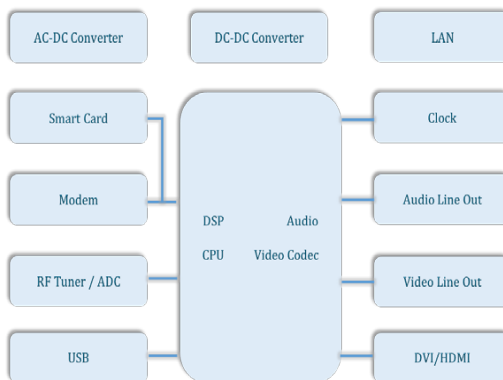 AC-DC Converter
DC-DC Converter
LAN
Smart Card
Clock
Modem
Audio Line Out
DSP Audio
CPU Video Codec
RF Tuner / ADC
Video Line Out
USB
DVI/HDMI